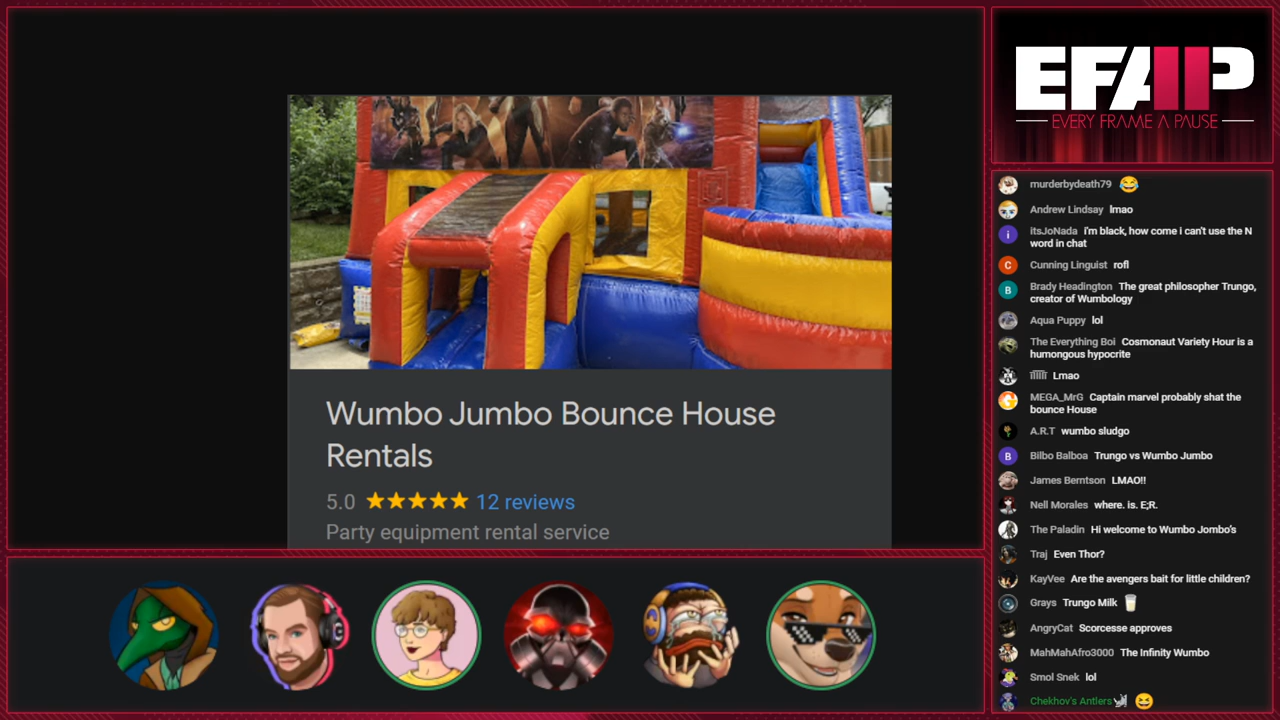 Wumbo Jumbo Bounce House
Rentals
5.0
12 reviews
Party equipment rental service
EFAP
EVERY FRAME A PAUSE
murderbydeath79 😂
Andrew Lindsay lmao
itsJoNada i'm black, how come i can't use the N
word in chat
Cunning Linguist rofl
Brady Headington The great philosopher Trungo,
creator of Wumbology
Aqua Puppy lol
The Everything Boi Cosmonaut Variety Hour is a
humongous hypocrite
Lmao
MEGA_MrG Captain marvel probably shat the
bounce House
A.R.T wumbo sludgo
Bilbo Balboa Trungo vs Wumbo Jumbo
James Berntson LMAO!!
Nell Morales where. is. E;R.
The Paladin Hi welcome to Wumbo Jombo's
Traj Even Thor?
KayVee Are the avengers bait for little children?
Grays Trungo Milk 🥛
AngryCat Scorcesse approves
MahMahAfro3000 The Infinity Wumbo
Smol Snek lol
Chekhov's Antlers 😆